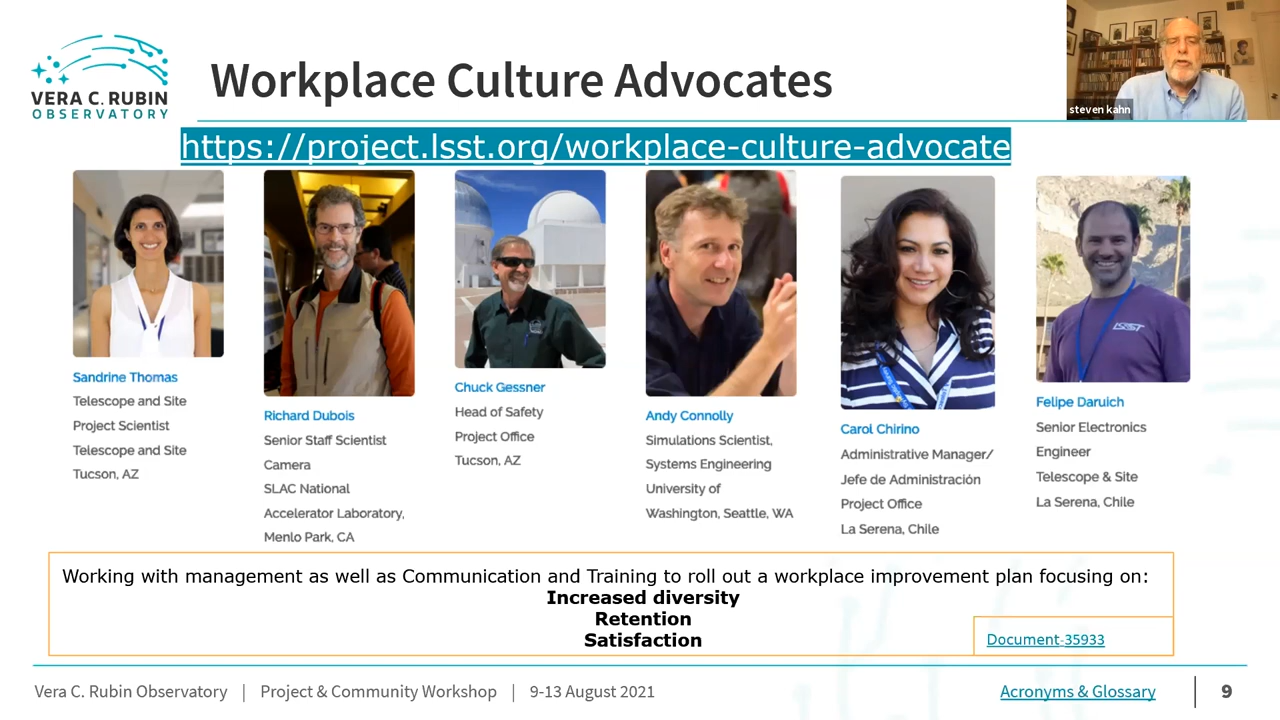 VERA C. RUBIN
OBSERVATORY
Workplace Culture Advocates
steven kahn
https://project.lsst.org/workplace-culture-advocate
Sandrine Thomas
Telescope and Site
Project Scientist
Telescope and Site
Tucson, AZ
Richard Dubois
Senior Staff Scientist
Camera
SLAC National
Accelerator Laboratory,
Menlo Park, CA
Chuck Gessner
Head of Safety
Project Office
Tucson, AZ
Andy Connolly
Simulations Scientist,
Systems Engineering
University of
Washington, Seattle, WA
Carol Chirino
Administrative Manager/
Jefe de Administración
Project Office
La Serena, Chile
LSST
Felipe Daruich
Senior Electronics
Engineer
Telescope & Site
La Serena, Chile
Working with management as well as Communication and Training to roll out a workplace improvement plan focusing on:
Increased diversity
Retention
Satisfaction
Document-35933
Vera C. Rubin Observatory | Project & Community Workshop | 9-13 August 2021
Acronyms & Glossary | 9